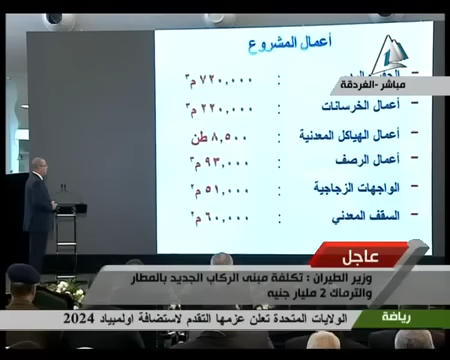 أعمال المشروع
مباشر -الغردقة
- : ٧٢٠,٠٠٠ م٣
- أعمال الخرسانات : ٢٢٠,٠٠٠ م٣
- أعمال الهياكل المعدنية : ٨,٥٠٠ طن
- أعمال الرصف : ٩٣,٠٠٠ م٣
- الواجهات الزجاجية : ٥١,٠٠٠ م٢
- السقف المعدني : ٦٠,٠٠٠ م٢
عاجل
وزير الطيران : تكلفة مبنى الركاب الجديد بالمطار
والترماك 2 مليار جنيه
رياضة
الولايات المتحدة تعلن عزمها التقدم لاستضافة اولمبياد 2024